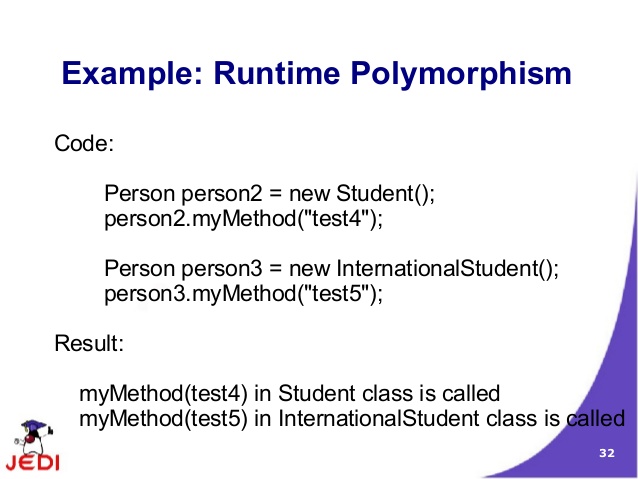 Example: Runtime Polymorphism
Code:
Person person2 = new Student();
person2.myMethod("test4");
Person person3 = new InternationalStudent();
person3.myMethod("test5");
Result:
myMethod(test4) in Student class is called
myMethod(test5) in InternationalStudent class is called
JEDI
32